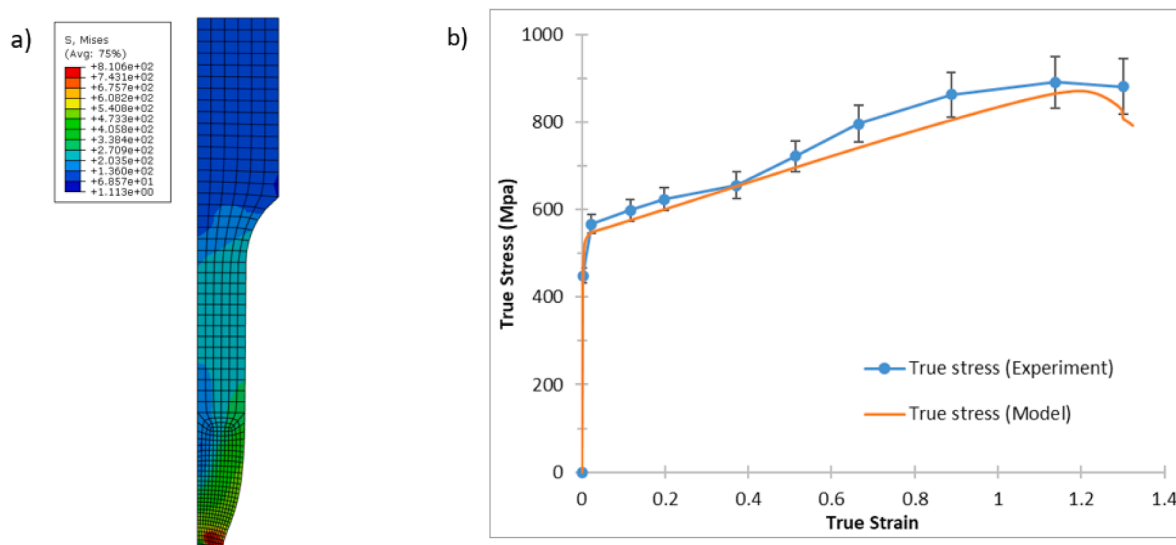 a)
S, Mises
(Avg: 75%)
+8.106e+02
+7.431e+02
+6.757e+02
+6.082e+02
+5.408e+02
+4.733e+02
+4.058e+02
+3.384e+02
+2.709e+02
+2.035e+02
+1.360e+02
+6.857e+01
+1.113e+00
b)
1000
800
600
400
200
0
True Stress (Mpa)
True stress (Experiment)
True stress (Model)
0
0.2
0.4
0.6
0.8
1
1.2
1.4
True Strain